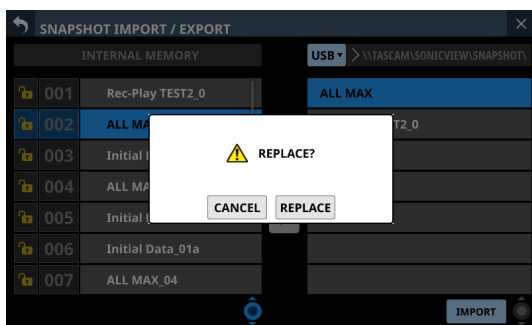 SNAPSHOT IMPORT / EXPORT
INTERNAL MEMORY
USB
\\TASCAM\SONICVIEW\SNAPSHOT\
001 Rec-Play TEST2_0
ALL MAX
002 ALL MA
T2_0
003 Initial
004 ALL MA
005 Initial
006 Initial Data_01a
007 ALL MAX_04
REPLACE?
CANCEL
REPLACE
IMPORT